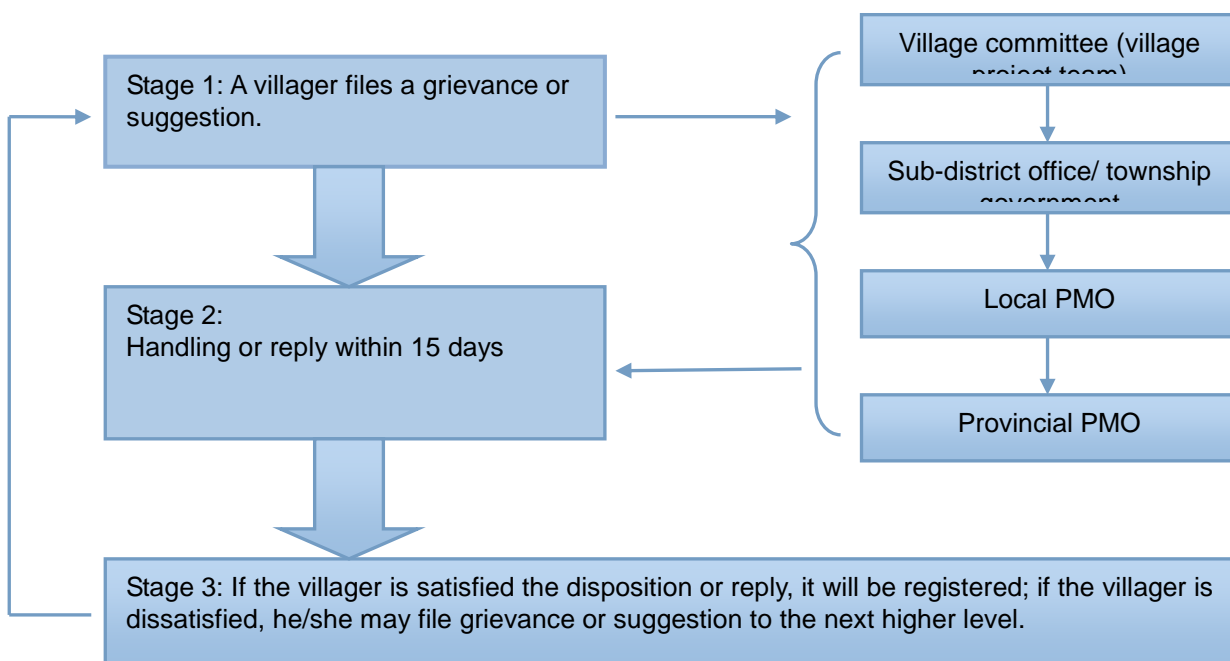 Stage 1: A villager files a grievance or
suggestion.
Village committee (village
project team)
Sub-district office/ township
government
Local PMO
Provincial PMO
Stage 2:
Handling or reply within 15 days
Stage 3: If the villager is satisfied the disposition or reply, it will be registered; if the villager is
dissatisfied, he/she may file grievance or suggestion to the next higher level.